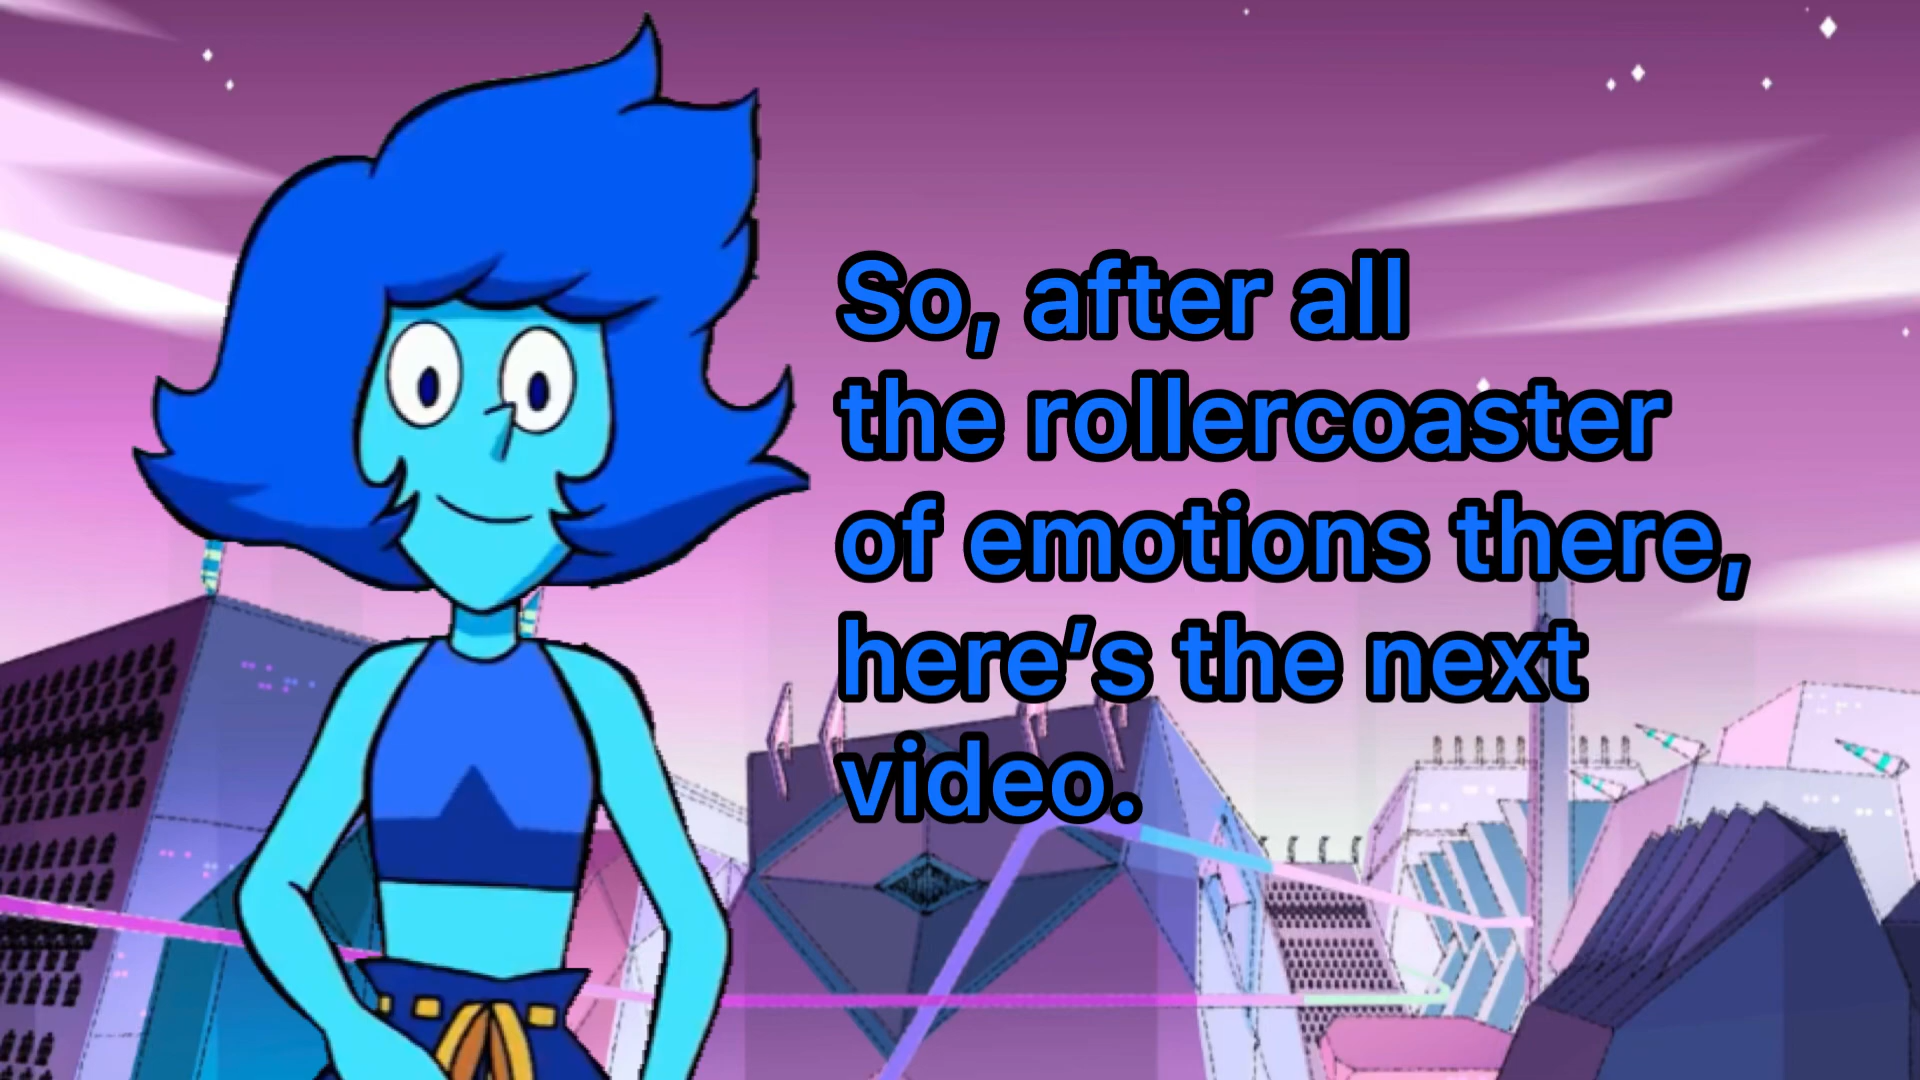 So, after all
the rollercoaster
of emotions there,
here’s the next
video.